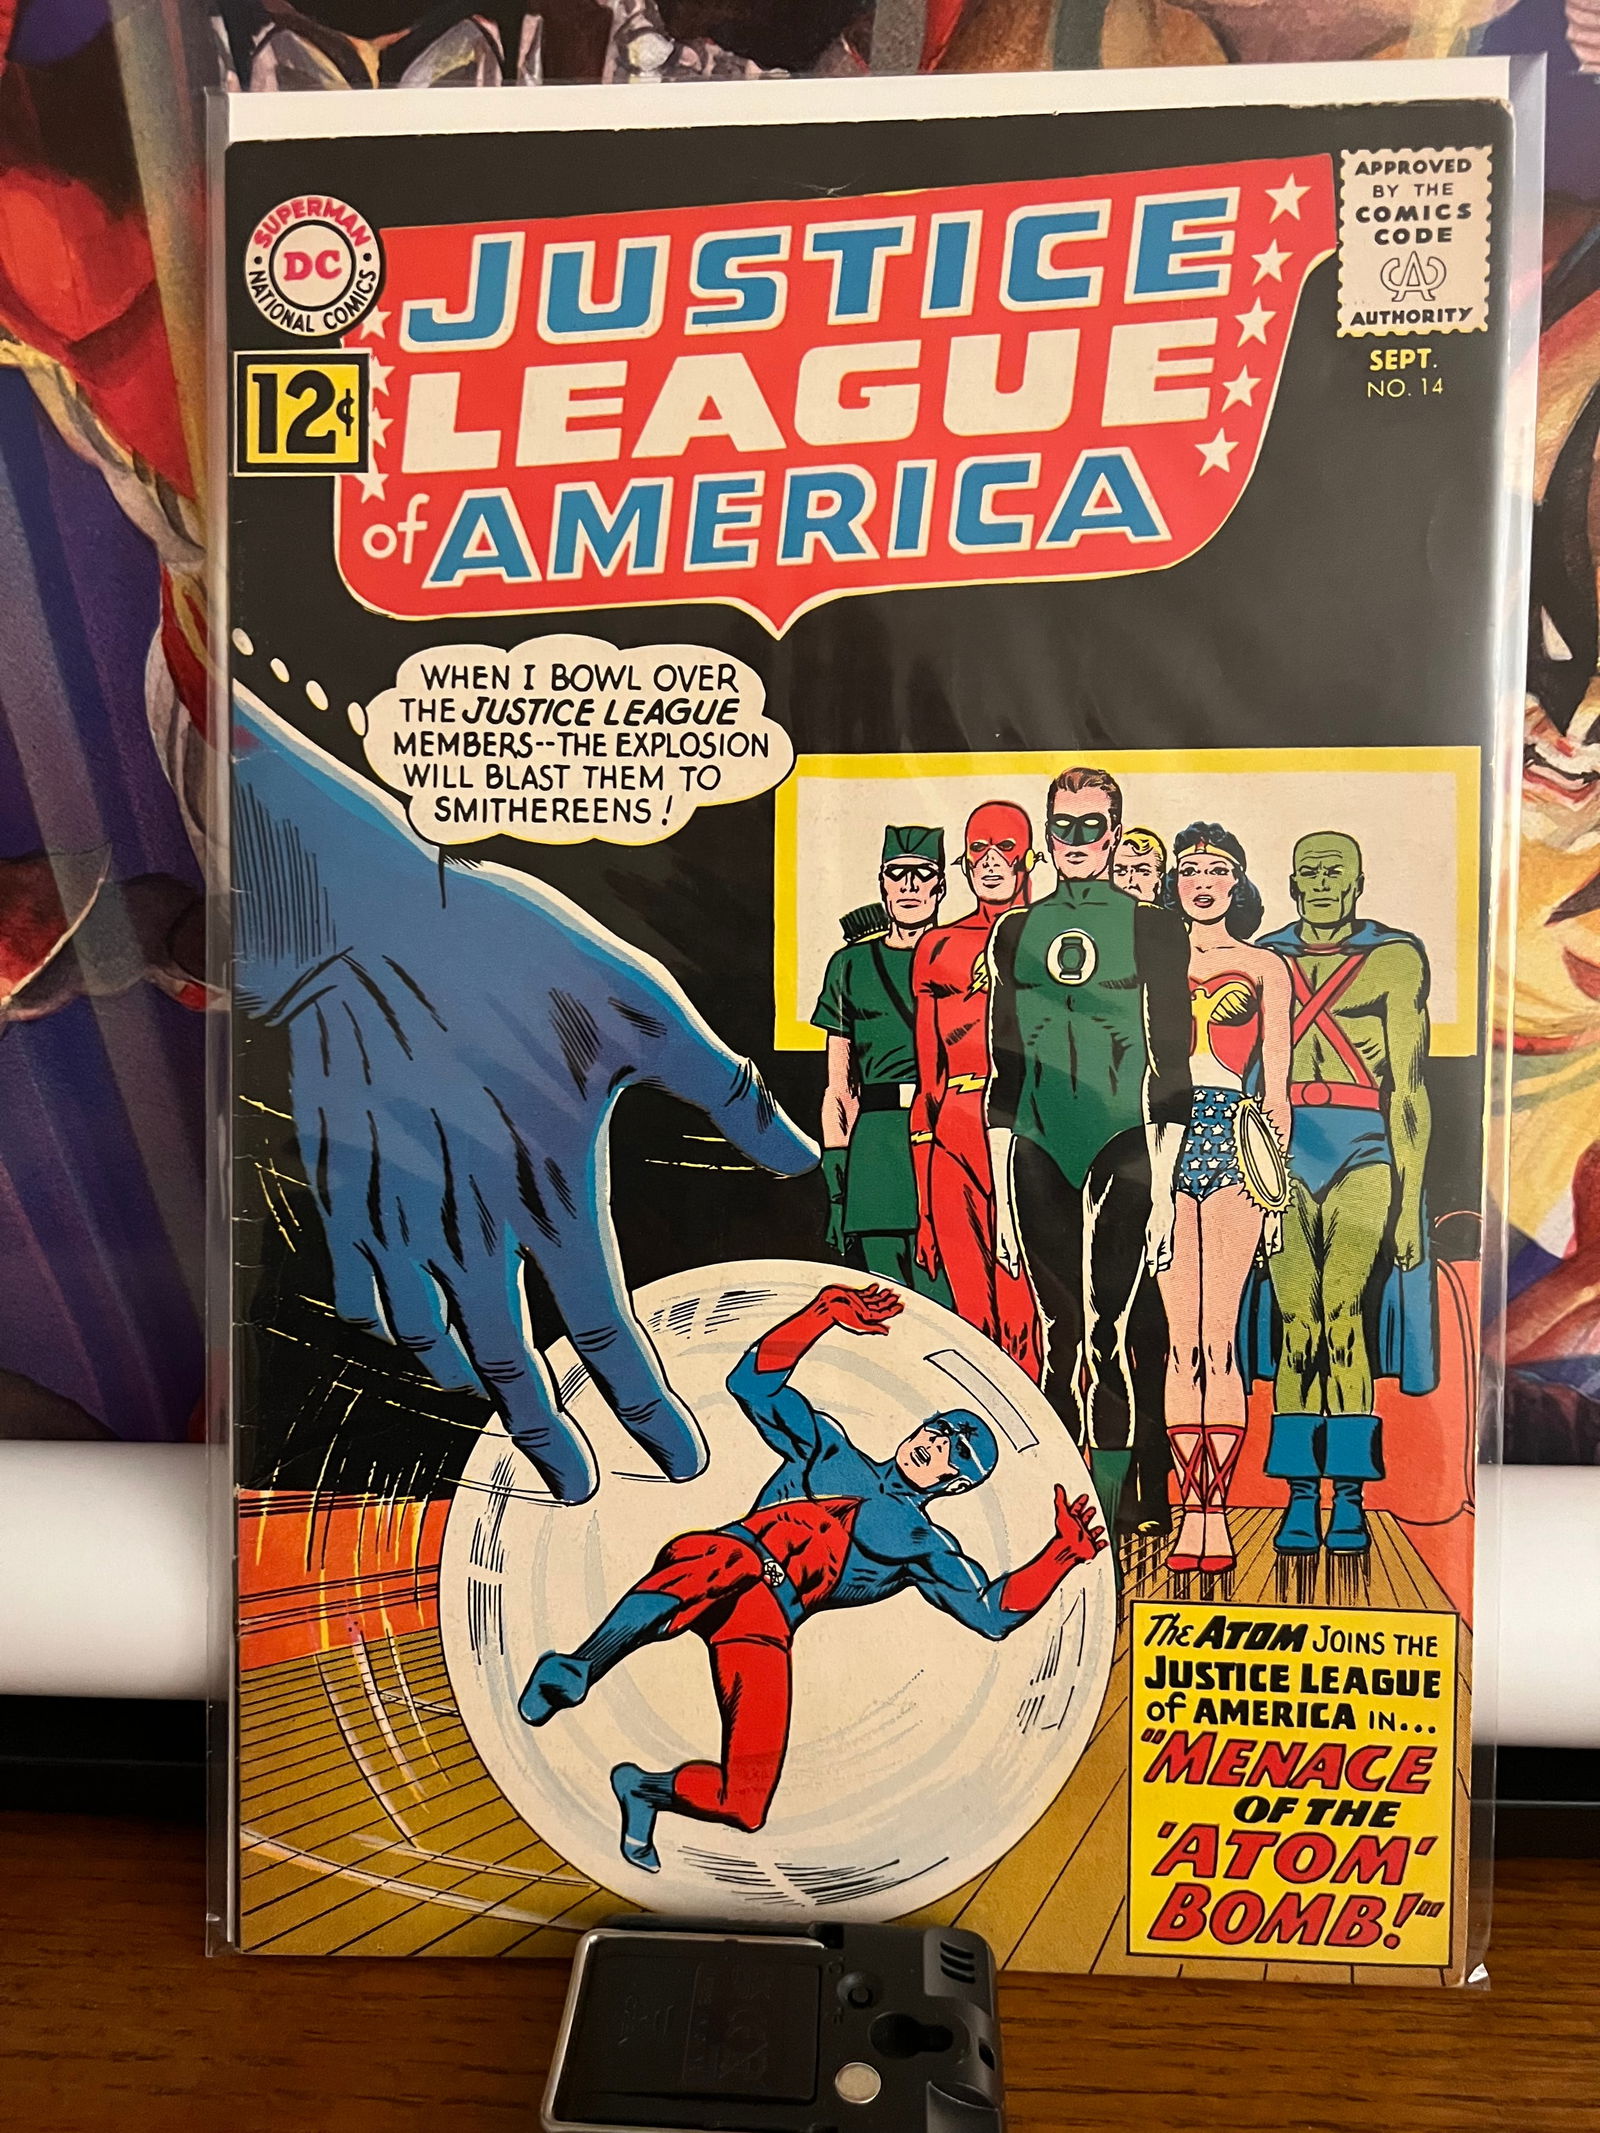 SUPERMAN
DC
NATIONAL COMICS
12¢
JUSTICE
LEAGUE
of AMERICA
APPROVED
BY THE
COMICS
CODE
CA
AUTHORITY
SEPT.
NO. 14
WHEN I BOWL OVER
THE JUSTICE LEAGUE
MEMBERS--THE EXPLOSION
WILL BLAST THEM TO
SMITHEREENS!
The ATOM JOINS THE
JUSTICE LEAGUE
of AMERICA IN...
"MENACE
OF THE
'ATOM'
BOMB!"